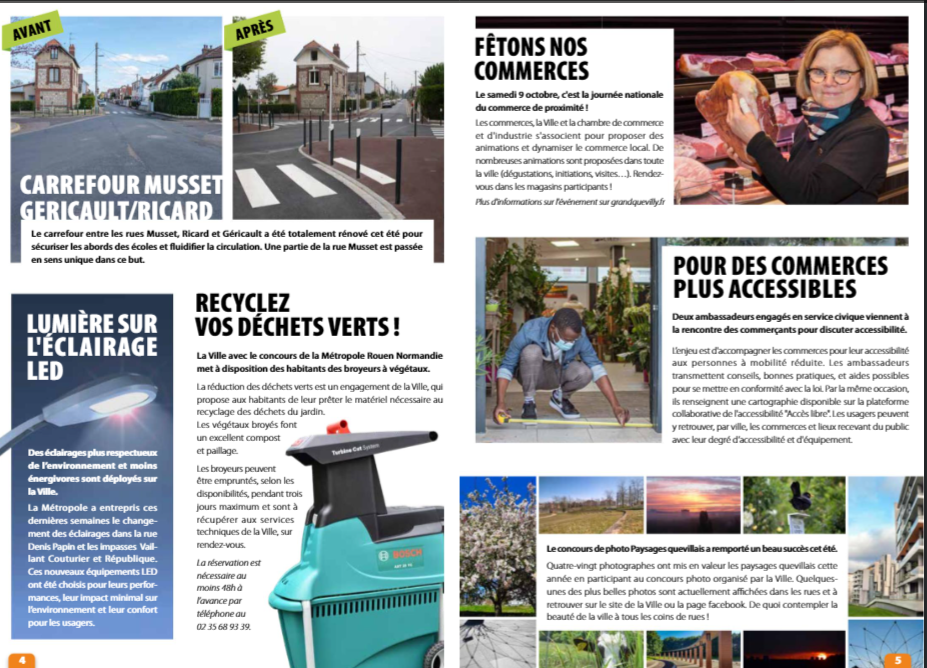 AVANT
APRÈS
CARREFOUR MUSSET
GERICAULT/RICARD
Le carrefour entre les rues Musset, Ricard et Géricault a été totalement rénové cet été pour
sécuriser les abords des écoles et fluidifier la circulation. Une partie de la rue Musset est passée
en sens unique dans ce but.
LUMIÈRE SUR
L'ÉCLAIRAGE
LED
Des éclairages plus respectueux
de l'environnement et moins
énergivores sont déployés sur
la Ville.
La Métropole a entrepris ces
dernières semaines le change-
ment des éclairages dans la rue
Denis Papin et les impasses Vail-
lant Couturier et République.
Ces nouveaux équipements LED
ont été choisis pour leurs perfor-
mances, leur impact minimal sur
l'environnement et leur confort
pour les usagers.
RECYCLEZ
VOS DÉCHETS VERTS !
La Ville avec le concours de la Métropole Rouen Normandie
met à disposition des habitants des broyeurs à végétaux.
La réduction des déchets verts est un engagement de la Ville, qui
propose aux habitants de leur prêter le matériel nécessaire au
recyclage des déchets du jardin.
Les végétaux broyés font
un excellent compost
et paillage.
Les broyeurs peuvent
être empruntés, selon les
disponibilités, pendant trois
jours maximum et sont à
récupérer aux services
techniques de la Ville, sur
rendez-vous.
La réservation est
nécessaire au
moins 48h à
l'avance par
téléphone au
02 35 68 93 39.
Turbine Cut System
BOSCH
4
FÊTONS NOS
COMMERCES
Le samedi 9 octobre, c'est la journée nationale
du commerce de proximité !
Les commerces, la Ville et la chambre de commerce
et d'industrie s'associent pour proposer des
animations et dynamiser le commerce local. De
nombreuses animations sont proposées dans toute
la ville (dégustations, initiations, visites…). Rendez-
vous dans les magasins participants !
Plus d'informations sur l'événement sur grandquevilly.fr
POUR DES COMMERCES
PLUS ACCESSIBLES
Deux ambassadeurs engagés en service civique viennent à
la rencontre des commerçants pour discuter accessibilité.
L'enjeu est d'accompagner les commerces pour leur accessibilité
aux personnes à mobilité réduite. Les ambassadeurs
transmettent conseils, bonnes pratiques, et aides possibles
pour se mettre en conformité avec la loi. Par la même occasion,
ils renseignent une cartographie disponible sur la plateforme
collaborative de l'accessibilité "Accès libre". Les usagers peuvent
y retrouver, par ville, les commerces et lieux recevant du public
avec leur degré d'accessibilité et d'équipement.
Le concours de photo Paysages quevillais a remporté un beau succès cet été.
Quatre-vingt photographes ont mis en valeur les paysages quevillais cette
année en participant au concours photo organisé par la Ville. Quelques-
unes des plus belles photos sont actuellement affichées dans les rues et à
retrouver sur le site de la Ville ou la page facebook. De quoi contempler la
beauté de la ville à tous les coins de rues !
5